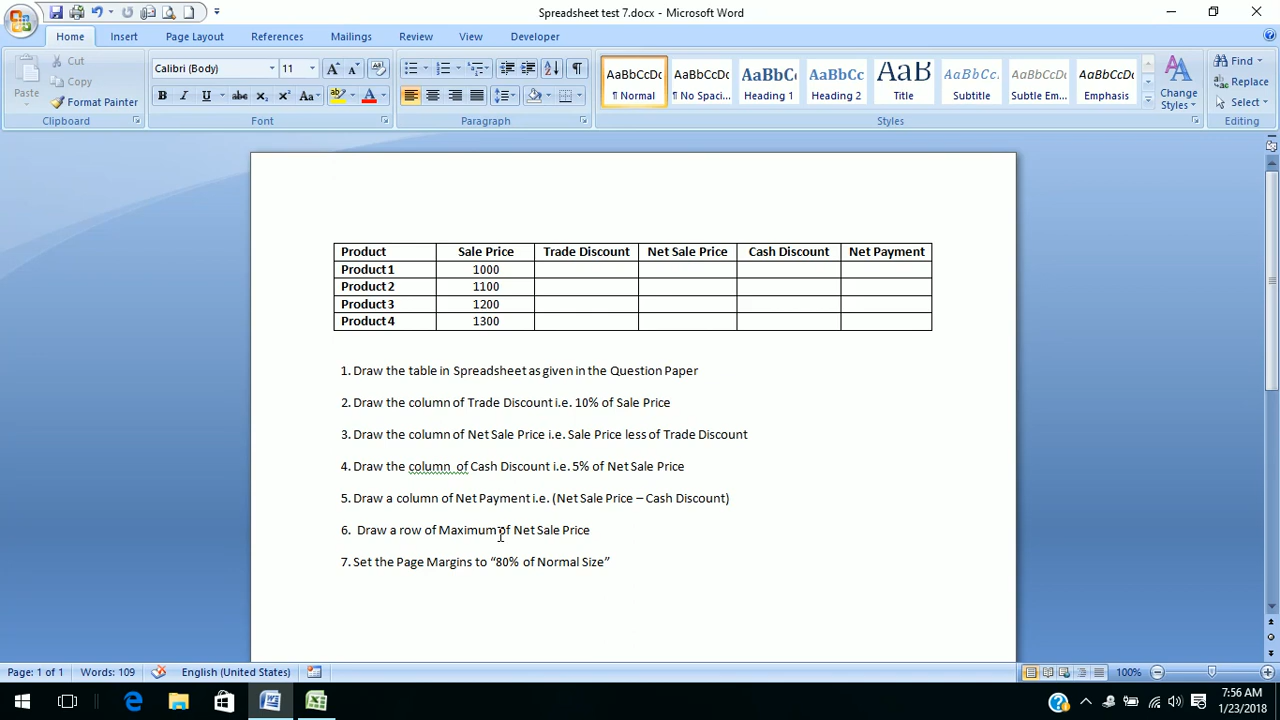 Spreadsheet test 7.docx - Microsoft Word
Home Insert Page Layout References Mailings Review View Developer
Paste
Cut
Copy
Format Painter
Clipboard
Calibri (Body) 11
B I U abc x₂ x² Aa
Font
Paragraph
AaBbCcDc ¶ Normal
AaBbCcDc ¶ No Spaci...
AaBbCc Heading 1
AaBbCc Heading 2
AaB Title
AaBbCc. Subtitle
AaBbCcDc Subtle Em...
AaBbCcDc Emphasis
Change Styles
Styles
Find
Replace
Select
Editing
Product Sale Price Trade Discount Net Sale Price Cash Discount Net Payment
Product 1 1000
Product 2 1100
Product 3 1200
Product 4 1300
1. Draw the table in Spreadsheet as given in the Question Paper
2. Draw the column of Trade Discount i.e. 10% of Sale Price
3. Draw the column of Net Sale Price i.e. Sale Price less of Trade Discount
4. Draw the column of Cash Discount i.e. 5% of Net Sale Price
5. Draw a column of Net Payment i.e. (Net Sale Price – Cash Discount)
6. Draw a row of Maximum of Net Sale Price
7. Set the Page Margins to “80% of Normal Size”
Page: 1 of 1 Words: 109 English (United States) 100%
7:56 AM
1/23/2018